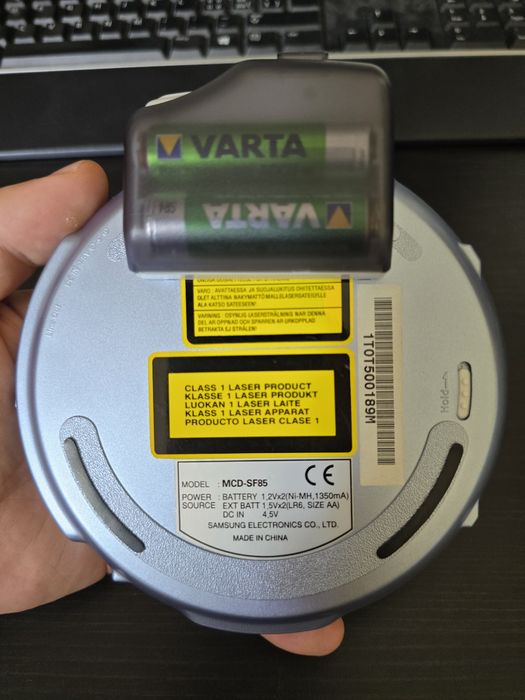 VARTA
VARTA
VARO : AVATTAESSA JA SUOJALUKITUS OHITETTAESSA
OLET ALTTIINA NÄKYMÄTTÖMALLE LASERSÄTEILYLLE
ÄLÄ KATSO SÄTEESEEN!
VARNING : OSYNLIG LASERSTRÅLNING NÄR DENNA
DEL ÄR ÖPPNAD OCH SPÄRREN ÄR URKOPPLAD
BETRAKTA EJ STRÅLEN!
CLASS 1 LASER PRODUCT
KLASSE 1 LASER PRODUKT
LUOKAN 1 LASER LAITE
KLASS 1 LASER APPARAT
PRODUCTO LASER CLASE 1
1T0T500189M
Hold
MODEL : MCD-SF85 CE
POWER : BATTERY 1,2Vx2(Ni-MH,1350mA)
SOURCE EXT BATT 1,5Vx2(LR6, SIZE AA)
DC IN 4,5V
SAMSUNG ELECTRONICS CO., LTD.
MADE IN CHINA